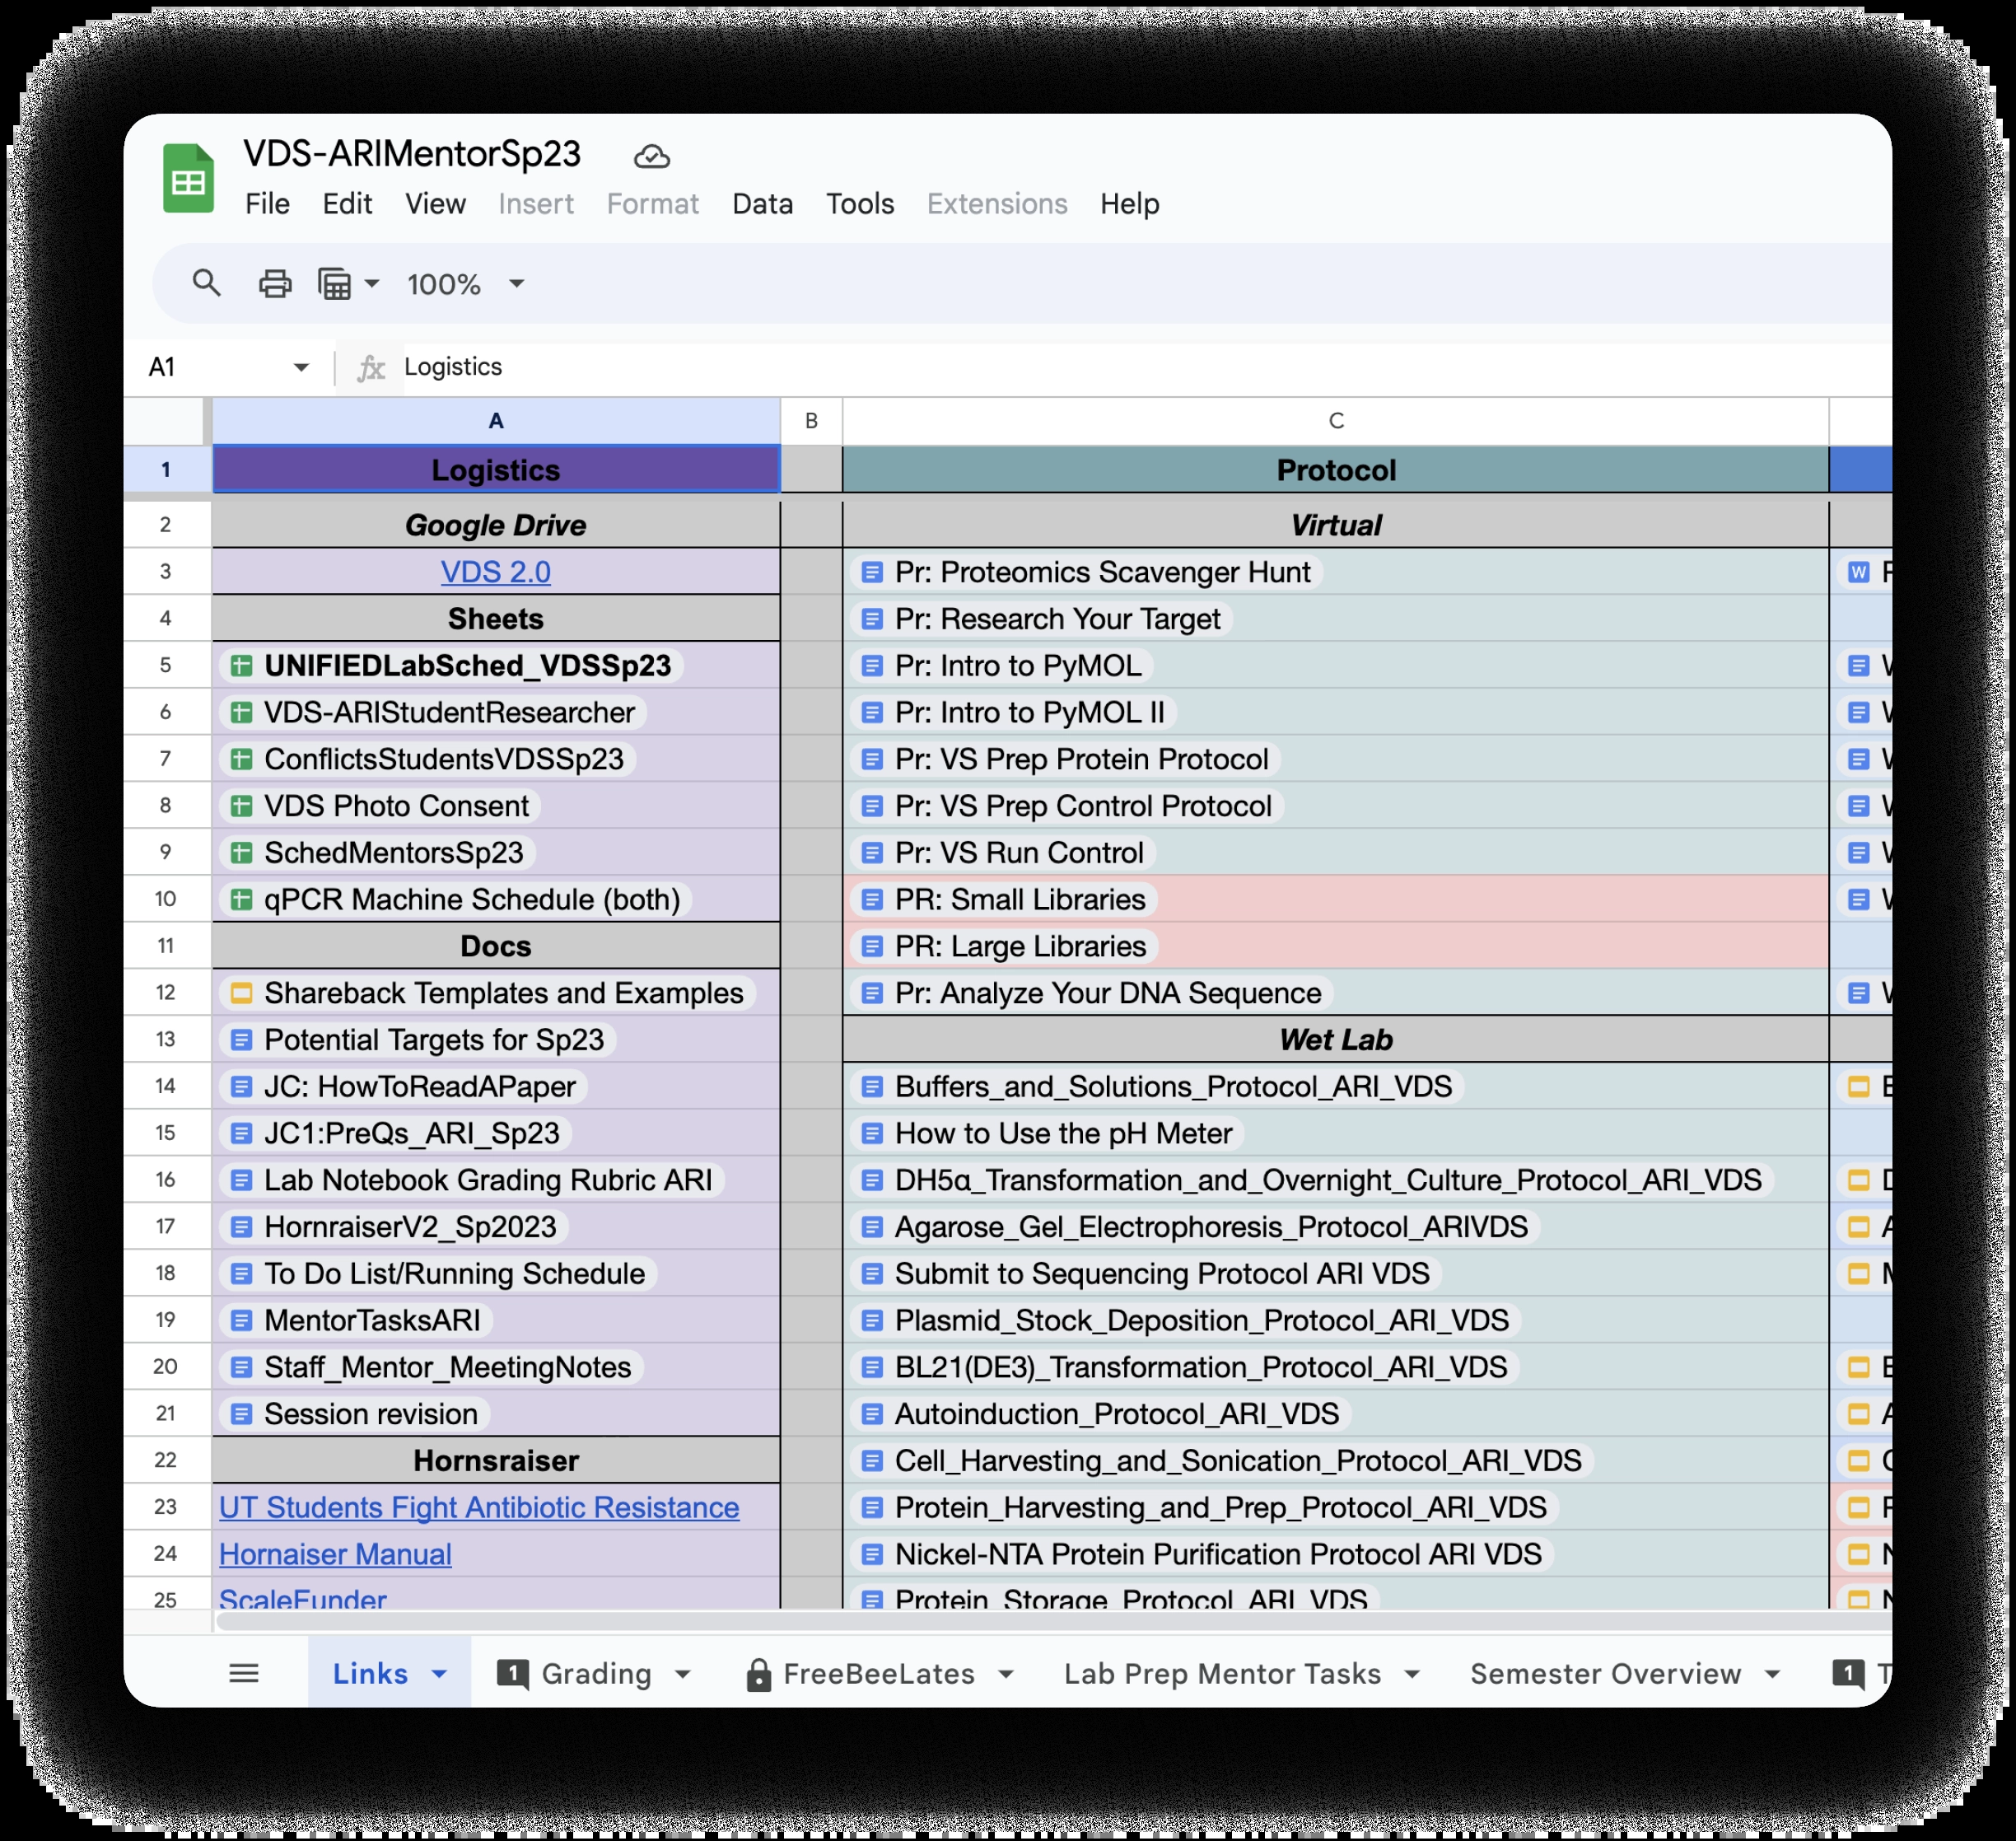 VDS-ARIMentorSp23
File Edit View Insert Format Data Tools Extensions Help
100%
A1 fx Logistics
A B C
1 Logistics Protocol
2 Google Drive Virtual
3 VDS 2.0 Pr: Proteomics Scavenger Hunt W
4 Sheets Pr: Research Your Target
5 UNIFIEDLabSched_VDSSp23 Pr: Intro to PyMOL
6 VDS-ARIStudentResearcher Pr: Intro to PyMOL II
7 ConflictsStudentsVDSSp23 Pr: VS Prep Protein Protocol
8 VDS Photo Consent Pr: VS Prep Control Protocol
9 SchedMentorsSp23 Pr: VS Run Control
10 qPCR Machine Schedule (both) PR: Small Libraries
11 Docs PR: Large Libraries
12 Shareback Templates and Examples Pr: Analyze Your DNA Sequence
13 Potential Targets for Sp23 Wet Lab
14 JC: HowToReadAPaper Buffers_and_Solutions_Protocol_ARI_VDS
15 JC1:PreQs_ARI_Sp23 How to Use the pH Meter
16 Lab Notebook Grading Rubric ARI DH5α_Transformation_and_Overnight_Culture_Protocol_ARI_VDS
17 HornraiserV2_Sp2023 Agarose_Gel_Electrophoresis_Protocol_ARIVDS
18 To Do List/Running Schedule Submit to Sequencing Protocol ARI VDS
19 MentorTasksARI Plasmid_Stock_Deposition_Protocol_ARI_VDS
20 Staff_Mentor_MeetingNotes BL21(DE3)_Transformation_Protocol_ARI_VDS
21 Session revision Autoinduction_Protocol_ARI_VDS
22 Hornsraiser Cell_Harvesting_and_Sonication_Protocol_ARI_VDS
23 UT Students Fight Antibiotic Resistance Protein_Harvesting_and_Prep_Protocol_ARI_VDS
24 Hornaiser Manual Nickel-NTA Protein Purification Protocol ARI VDS
25 ScaleFunder Protein_Storage_Protocol_ARI_VDS
Links 1 Grading FreeBeeLates Lab Prep Mentor Tasks Semester Overview 1